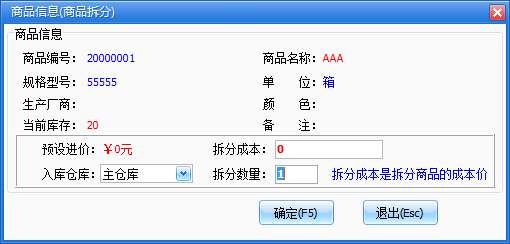 商品信息(商品拆分)
商品信息
商品编号： 20000001 商品名称： AAA
规格型号： 55555 单 位： 箱
生产厂商： 颜 色：
当前库存： 20 备 注：
预设进价： ￥0元 拆分成本： 0
入库仓库： 主仓库 拆分数量： 1 拆分成本是拆分商品的成本价
确定(F5) 退出(Esc)